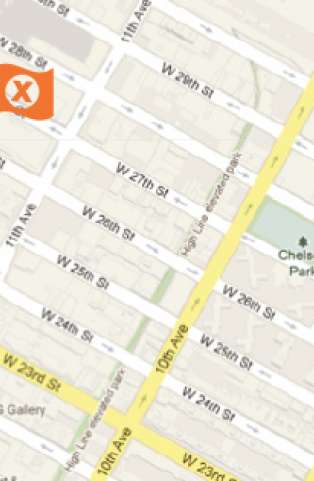 11th Ave
W 28th St
W 29th St
X
W 27th St
High Line elevated park
W 26th St
11th Ave
Chels
Park
W 25th St
W 26th St
W 24th St
10th Ave
W 25th St
W 23rd St
W 24th St
High Line elevated park
Gallery
10th Ave
W 23rd S